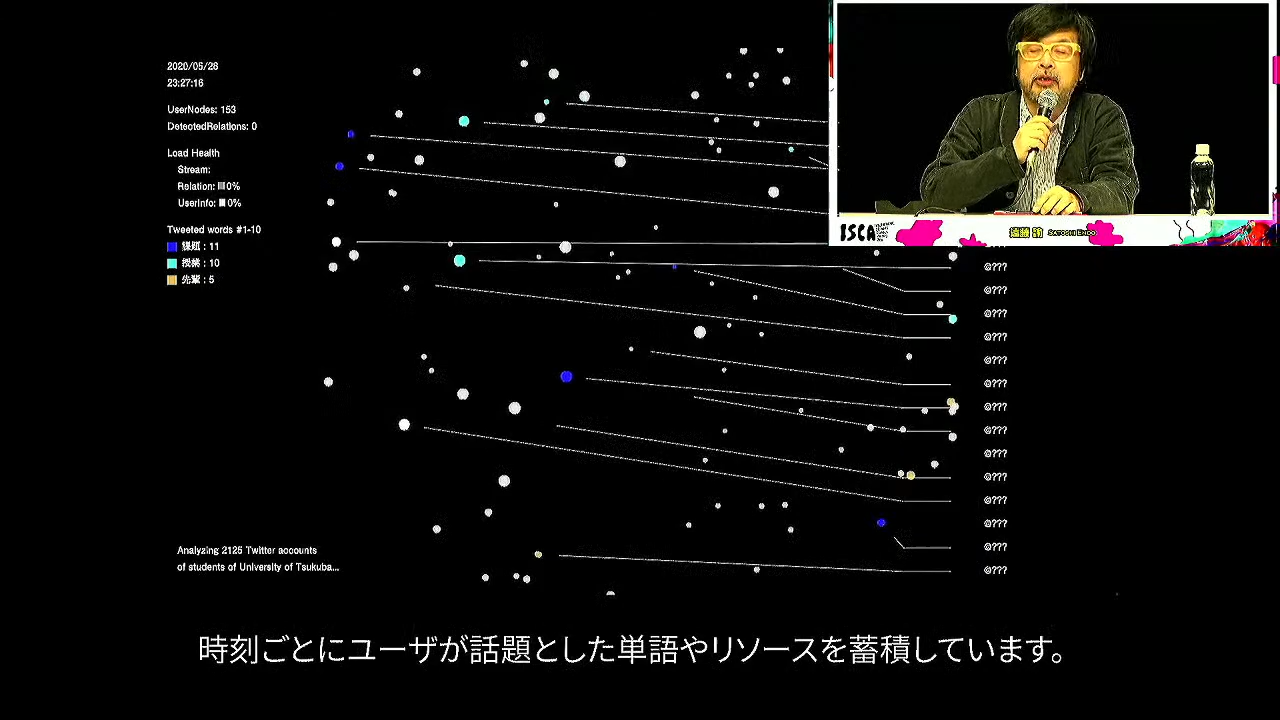 2020/05/26
23:27:16
UserNodes: 153
DetectedRelations: 0
Load Health
Stream:
Relation: 0%
UserInfo: 0%
Tweeted words #1-10
課題 : 11
授業 : 10
先輩 : 5
Analyzing 2125 Twitter accounts
of students of University of Tsukuba...
ISCA
遠藤 諭 SATOSHI ENDO
@???
@???
@???
@???
@???
@???
@???
@???
@???
@???
@???
@???
@???
@???
時刻ごとにユーザが話題とした単語やリソースを蓄積しています。